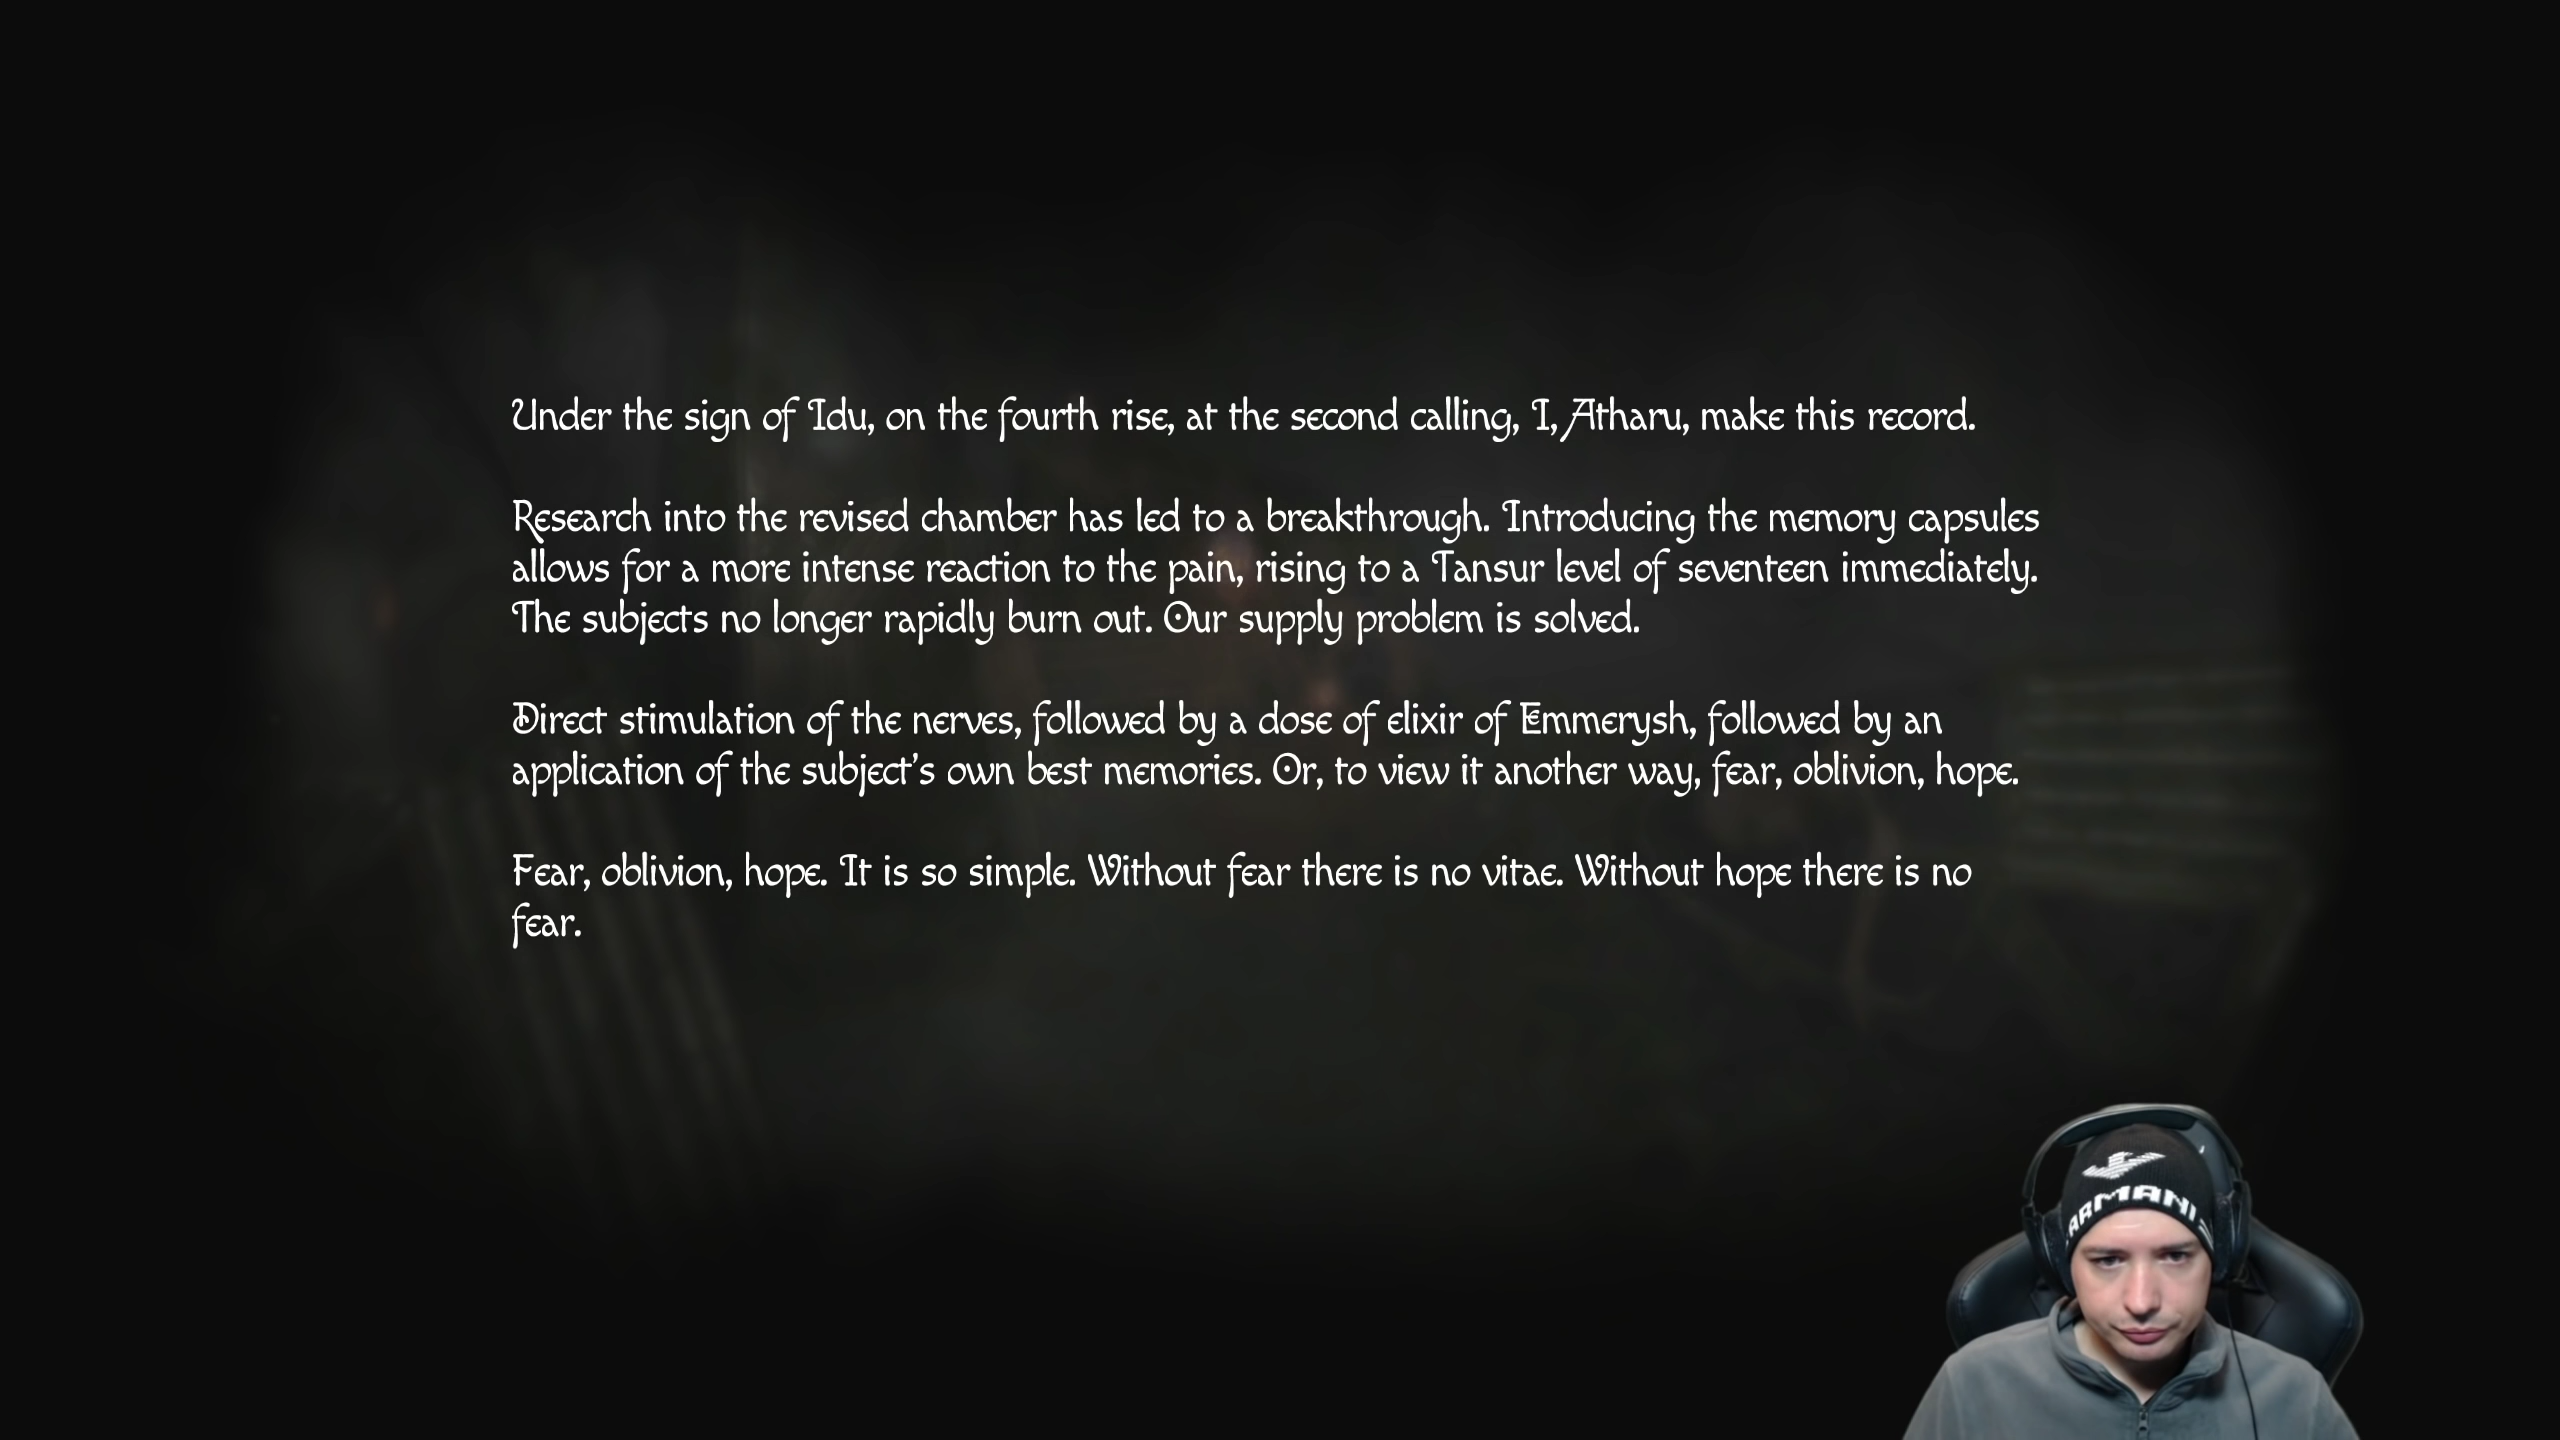 Under the sign of Idu, on the fourth rise, at the second calling, I, Atharu, make this record.
Research into the revised chamber has led to a breakthrough. Introducing the memory capsules
allows for a more intense reaction to the pain, rising to a Tansur level of seventeen immediately.
The subjects no longer rapidly burn out. Our supply problem is solved.
Direct stimulation of the nerves, followed by a dose of elixir of Emmerysh, followed by an
application of the subject's own best memories. Or, to view it another way, fear, oblivion, hope.
Fear, oblivion, hope. It is so simple. Without fear there is no vitae. Without hope there is no
fear.
ARMANI